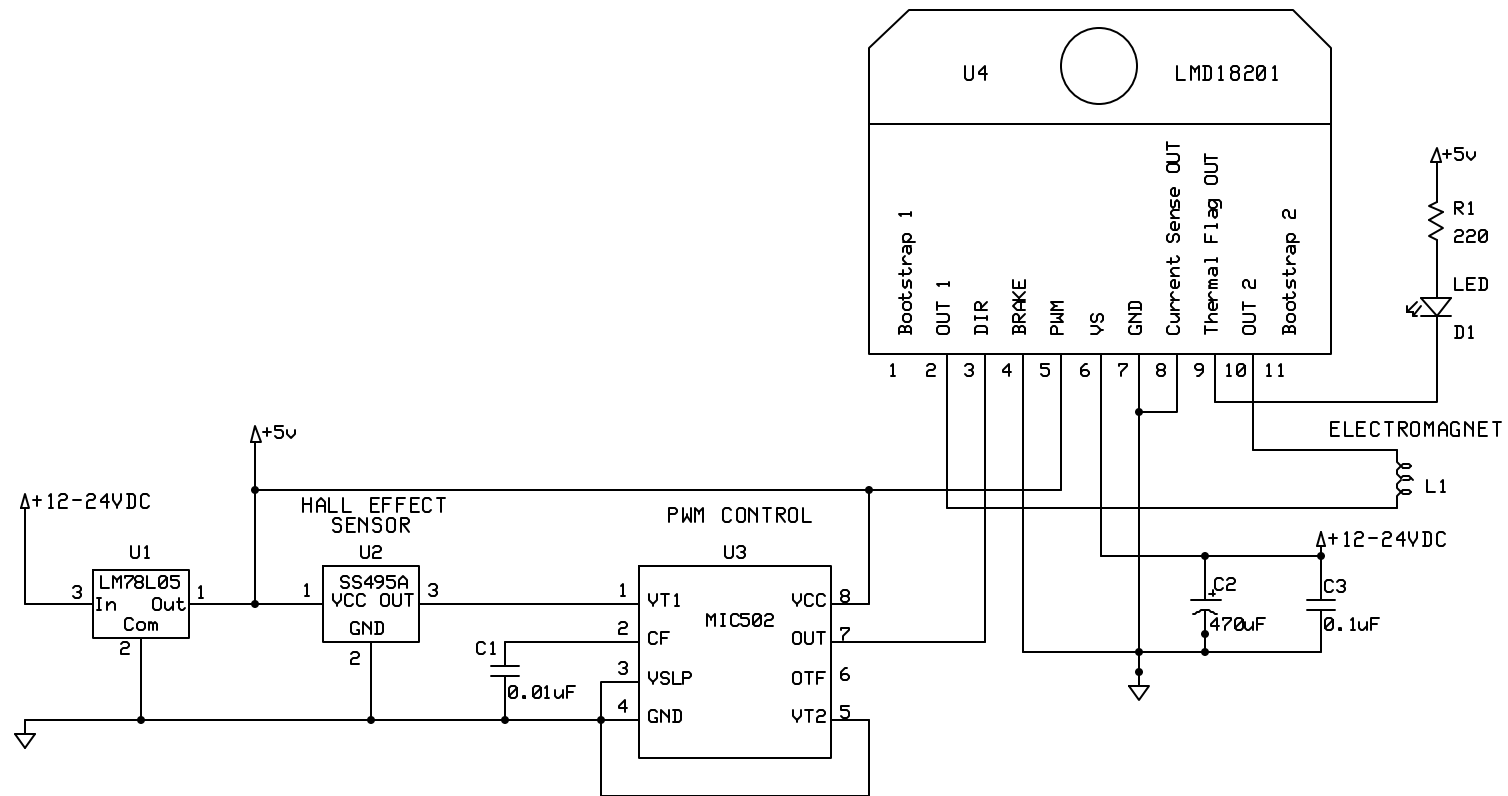 U4 LMD18201
Bootstrap 1
OUT 1
DIR
BRAKE
PWM
VS
GND
Current Sense OUT
Thermal Flag OUT
OUT 2
Bootstrap 2
1 2 3 4 5 6 7 8 9 10 11
+5v
R1
220
LED
D1
ELECTROMAGNET
L1
+12-24VDC
C2
+
470uF
C3
0.1uF
+5v
+12-24VDC
U1
LM78L05
3 In Out 1
Com
2
HALL EFFECT
SENSOR
U2
SS495A
1 VCC OUT 3
GND
2
C1
0.01uF
PWM CONTROL
U3
MIC502
1 VT1
2 CF
3 VSLP
4 GND
VCC 8
OUT 7
OTF 6
VT2 5